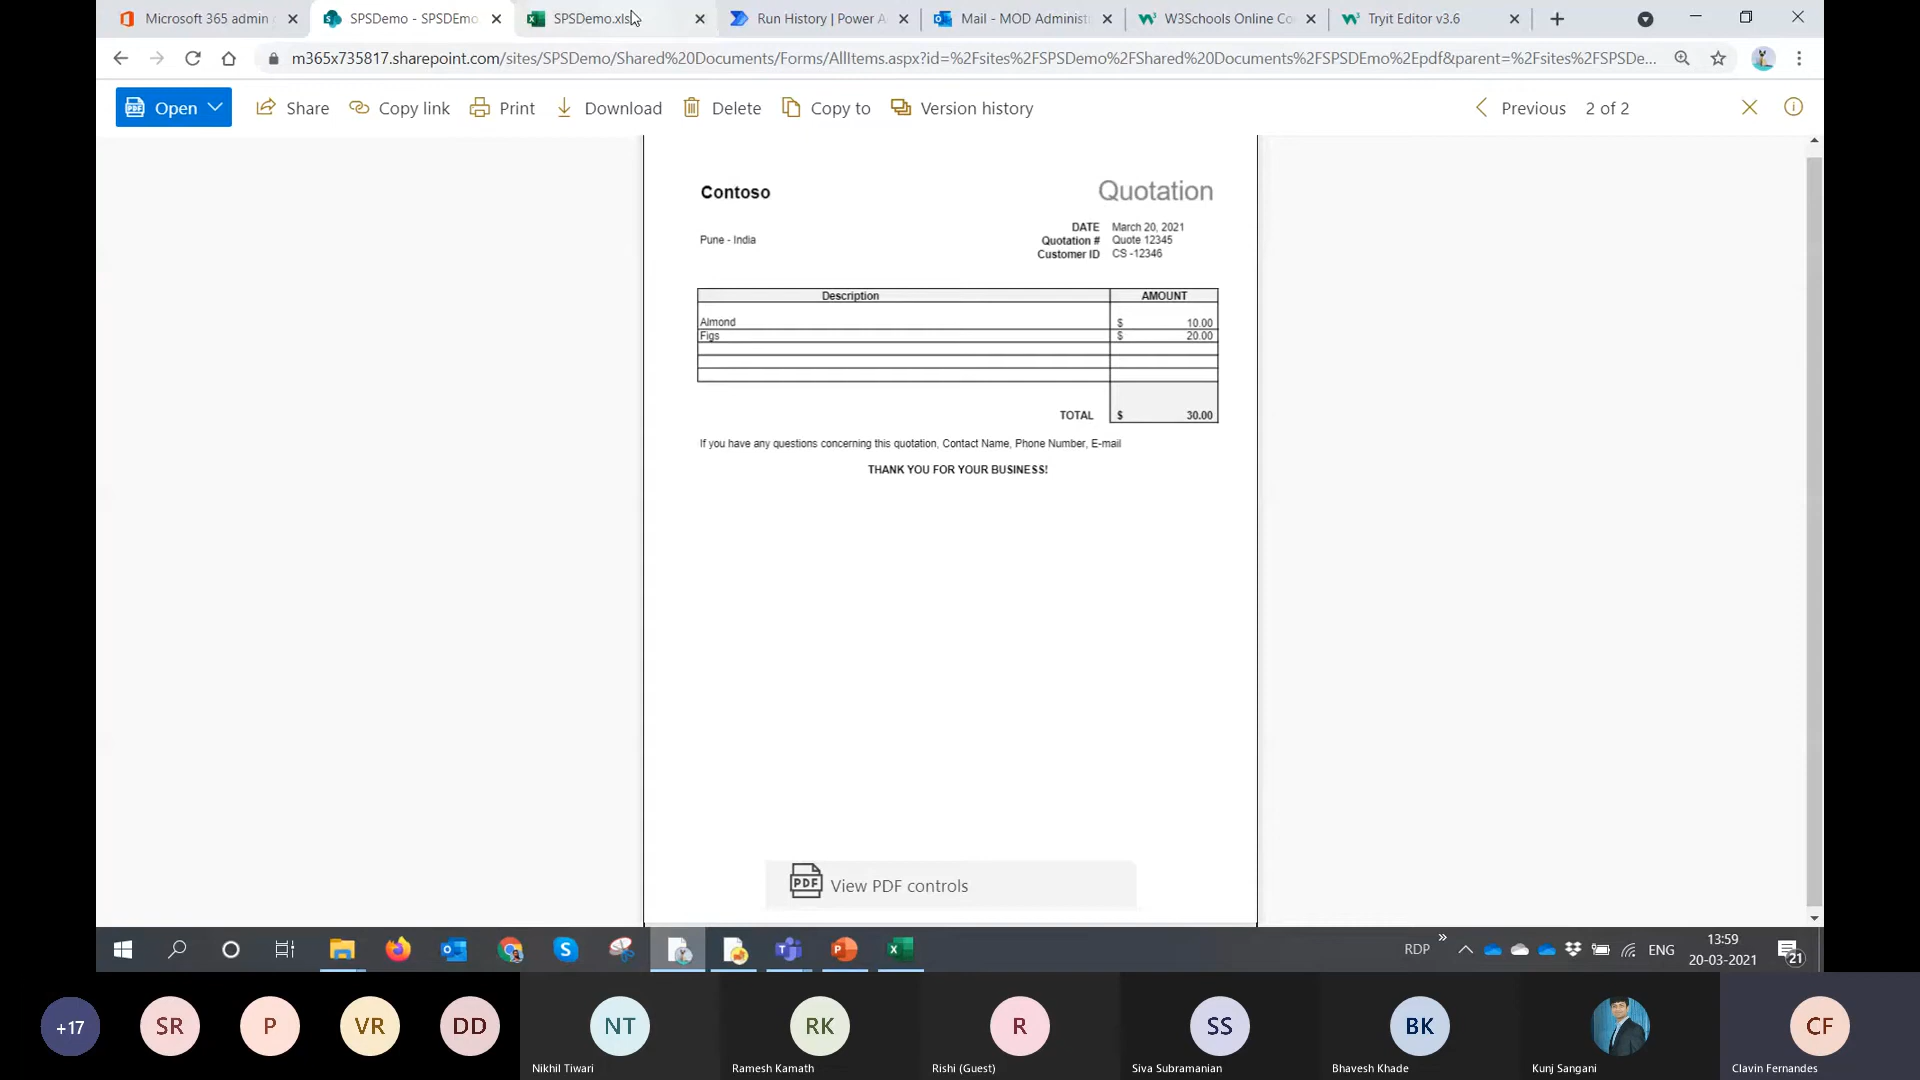 Microsoft 365 admin
SPSDemo - SPSDEmo
SPSDemo.xls
Run History | Power A
Mail - MOD Administ
W3Schools Online Co
Tryit Editor v3.6
m365x735817.sharepoint.com/sites/SPSDemo/Shared%20Documents/Forms/AllItems.aspx?id=%2Fsites%2FSPSDemo%2FShared%20Documents%2FSPSDEmo%2Epdf&parent=%2Fsites%2FSPSDe...
Open
Share
Copy link
Print
Download
Delete
Copy to
Version history
Previous
2 of 2
Contoso
Quotation
DATE March 20, 2021
Pune - India
Quotation # Quote 12345
Customer ID CS -12346
Description AMOUNT
Almond $ 10.00
Figs $ 20.00
TOTAL $ 30.00
If you have any questions concerning this quotation, Contact Name, Phone Number, E-mail
THANK YOU FOR YOUR BUSINESS!
PDF View PDF controls
RDP
ENG
13:59
20-03-2021
21
+17
SR
P
VR
DD
NT
RK
R
SS
BK
CF
Nikhil Tiwari
Ramesh Kamath
Rishi (Guest)
Siva Subramanian
Bhavesh Khade
Kunj Sangani
Clavin Fernandes